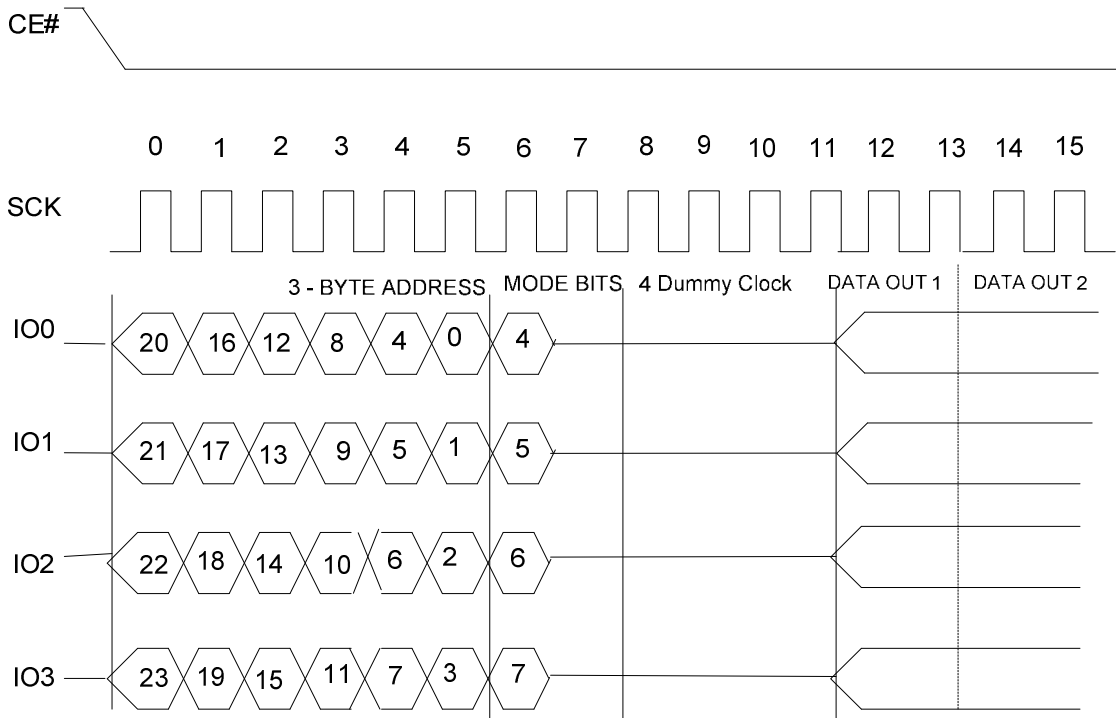 CE#
0 1 2 3 4 5 6 7 8 9 10 11 12 13 14 15
SCK
3 - BYTE ADDRESS MODE BITS 4 Dummy Clock DATA OUT 1 DATA OUT 2
IO0 20 16 12 8 4 0 4
IO1 21 17 13 9 5 1 5
IO2 22 18 14 10 6 2 6
IO3 23 19 15 11 7 3 7